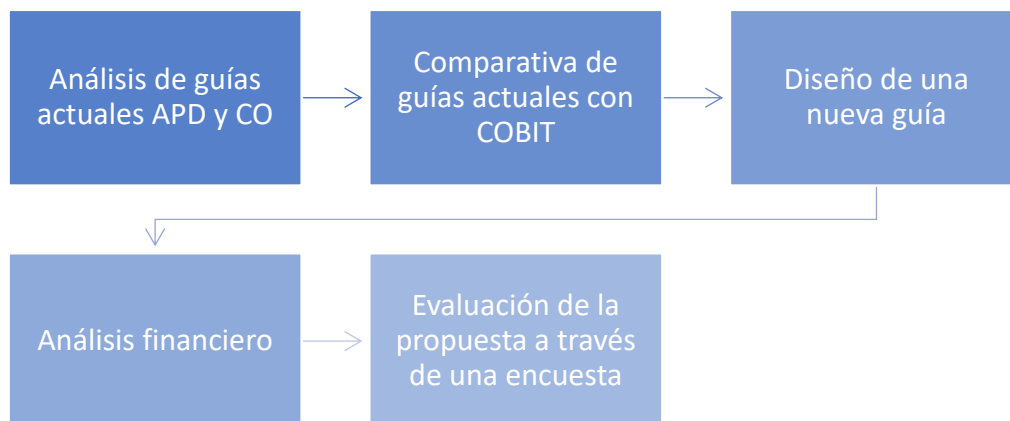 Análisis de guías
actuales APD y CO
Comparativa de
guías actuales con
COBIT
Diseño de una
nueva guía
Análisis financiero
Evaluación de la
propuesta a través
de una encuesta